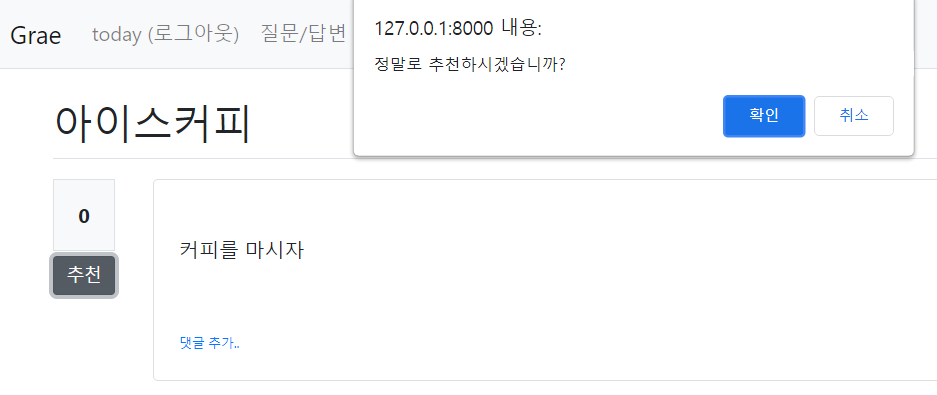 Grae today (로그아웃) 질문/답변
127.0.0.1:8000 내용:
정말로 추천하시겠습니까?
확인 취소
아이스커피
0
추천
커피를 마시자
댓글 추가..